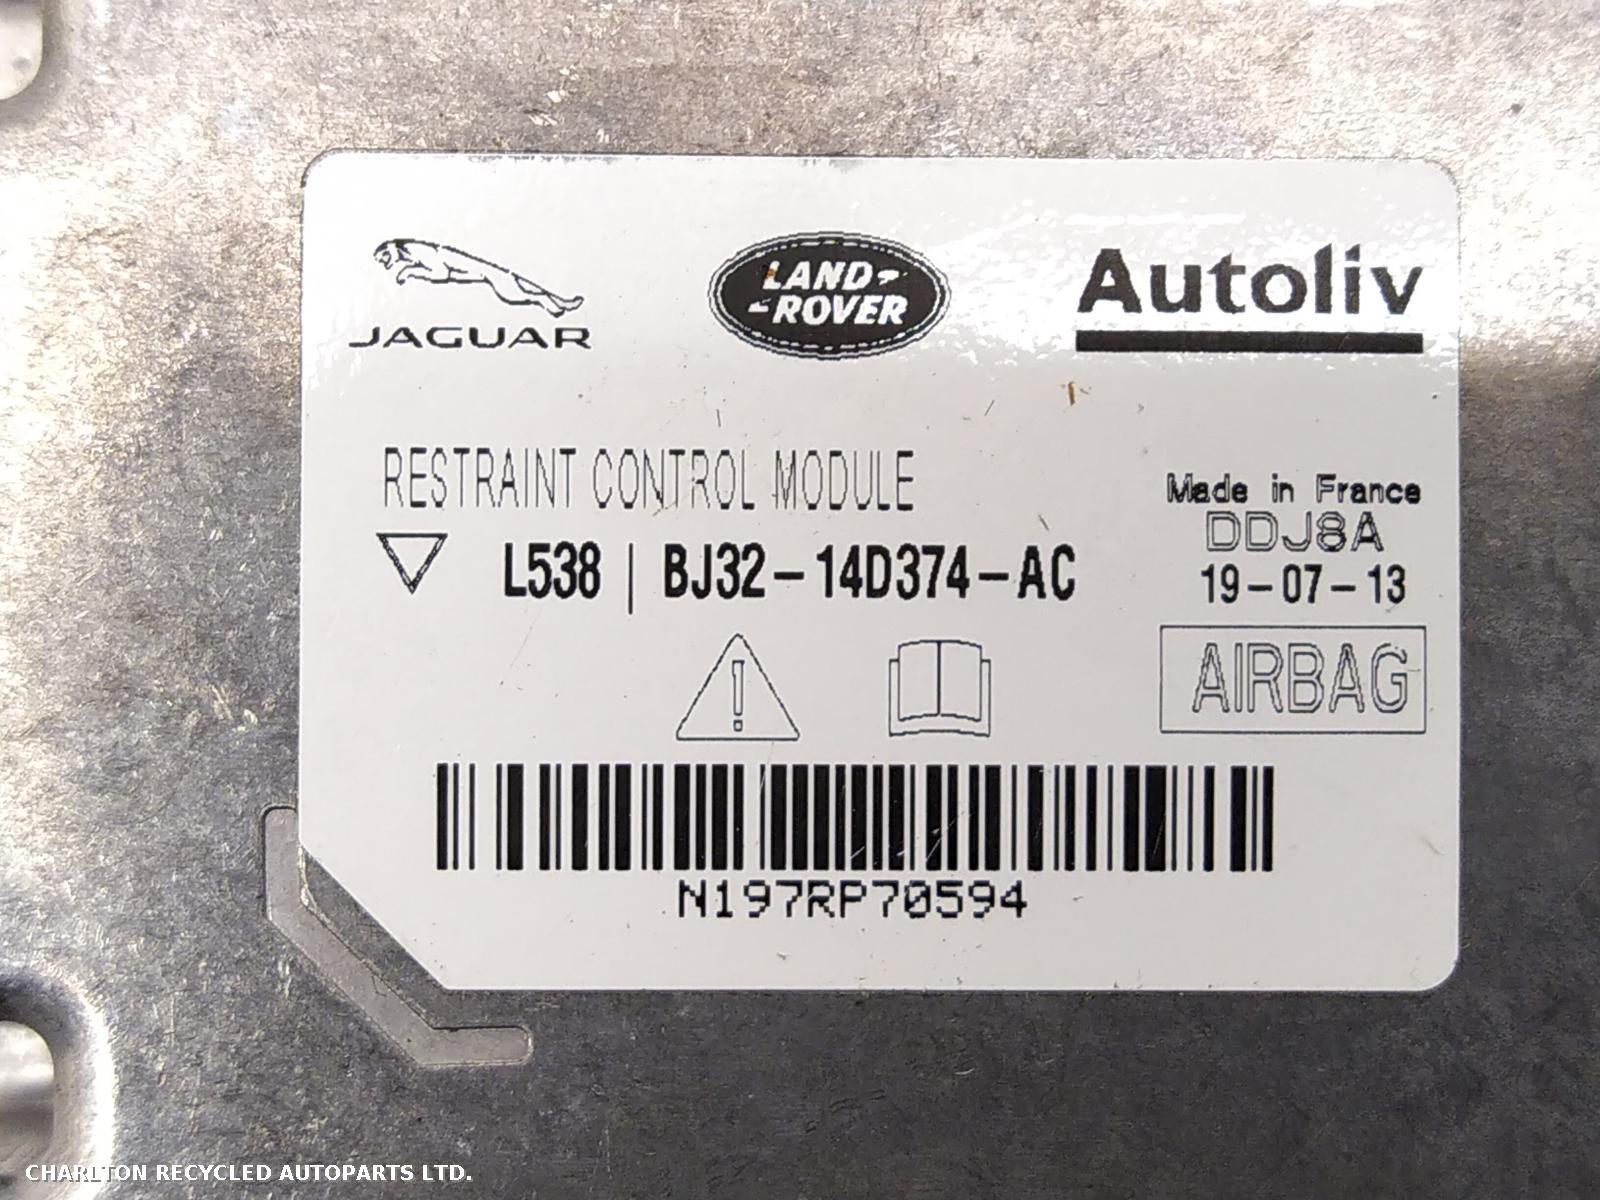 JAGUAR
LAND-
-ROVER
Autoliv
RESTRAINT CONTROL MODULE
Made in France
DDJ8A
L538 | BJ32-14D374-AC
19-07-13
AIRBAG
N197RP70594
CHARLTON RECYCLED AUTOPARTS LTD.